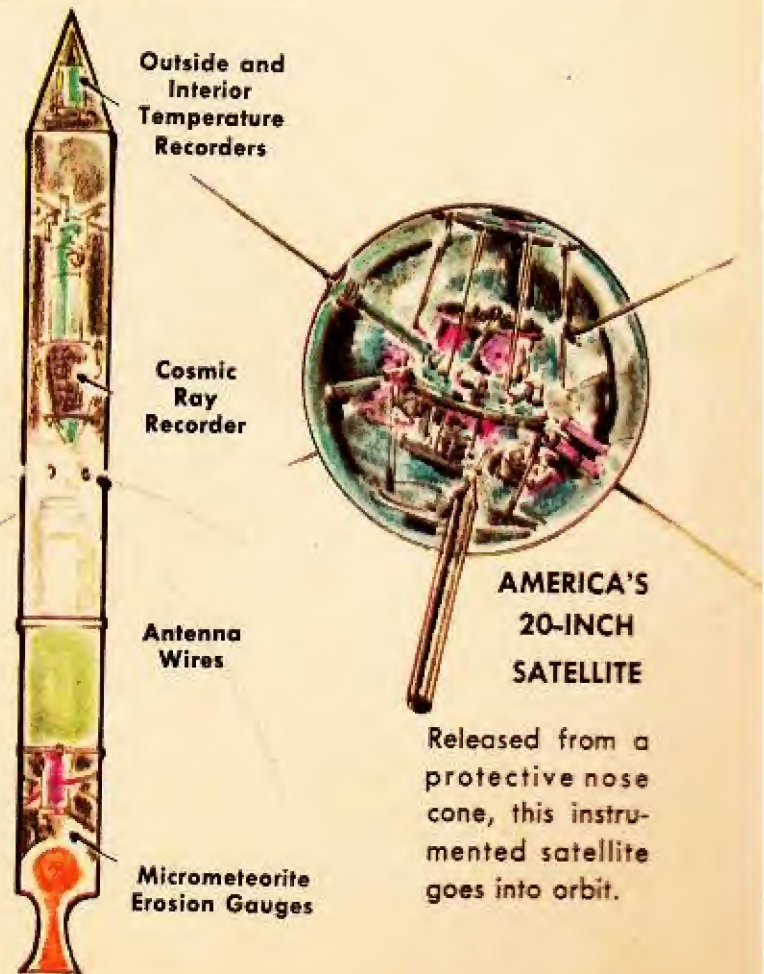 Outside and
Interior
Temperature
Recorders
Cosmic
Ray
Recorder
Antenna
Wires
Micrometeorite
Erosion Gauges
AMERICA'S
20-INCH
SATELLITE
Released from a
protective nose
cone, this instru-
mented satellite
goes into orbit.